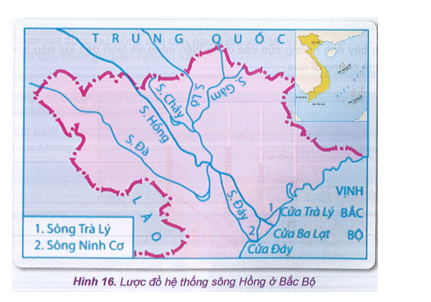 TRUNG QUỐC
S. Chảy
S. Lô
S. Gâm
S. Hồng
S. Đà
S. Đáy
LÀO
VỊNH
BẮC
BỘ
1
Cửa Trà Lý
2
Cửa Ba Lạt
Cửa Đáy
1. Sông Trà Lý
2. Sông Ninh Cơ
Hình 16. Lược đồ hệ thống sông Hồng ở Bắc Bộ